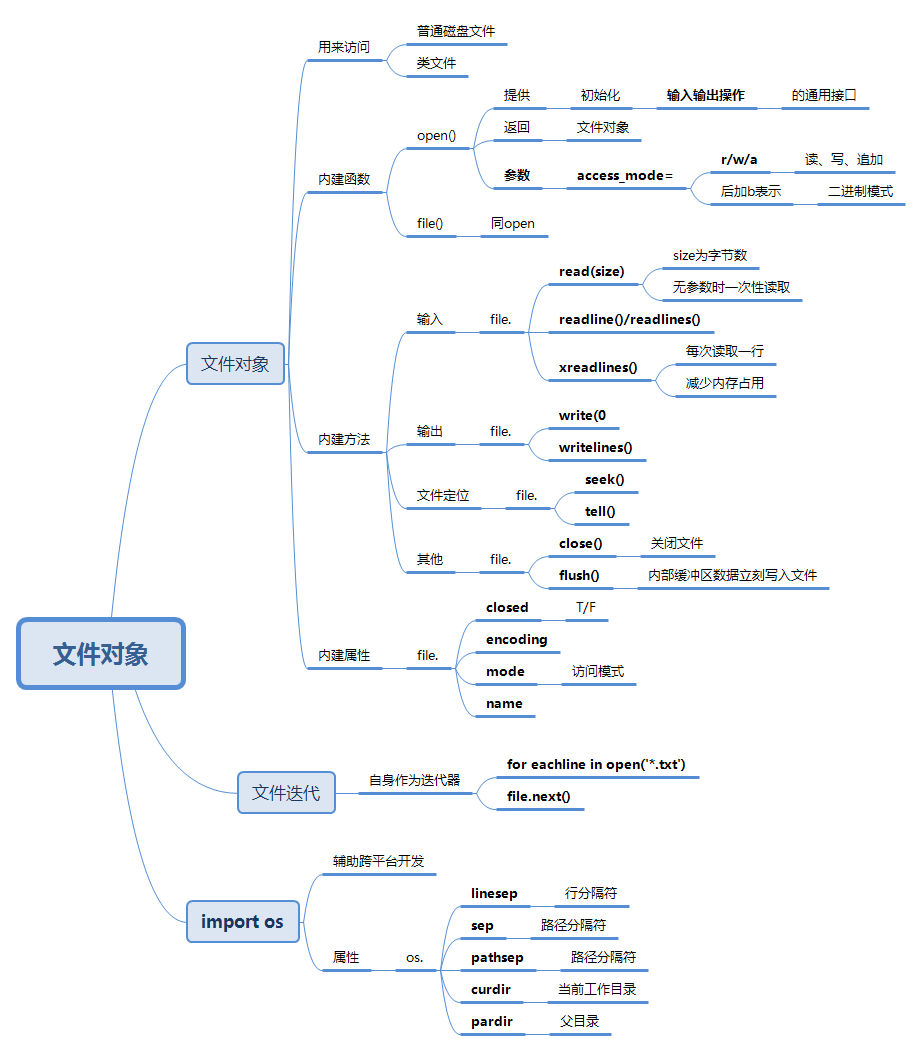 文件对象
文件对象
用来访问
普通磁盘文件
类文件
内建函数
open()
提供 初始化 输入输出操作 的通用接口
返回 文件对象
参数 access_mode=
r/w/a 读、写、追加
后加b表示 二进制模式
file() 同open
内建方法
输入 file.
read(size)
size为字节数
无参数时一次性读取
readline()/readlines()
xreadlines()
每次读取一行
减少内存占用
输出 file.
write(0
writelines()
文件定位 file.
seek()
tell()
其他 file.
close() 关闭文件
flush() 内部缓冲区数据立刻写入文件
内建属性 file.
closed T/F
encoding
mode 访问模式
name
文件迭代
自身作为迭代器
for eachline in open('*.txt')
file.next()
import os
辅助跨平台开发
属性 os.
linesep 行分隔符
sep 路径分隔符
pathsep 路径分隔符
curdir 当前工作目录
pardir 父目录